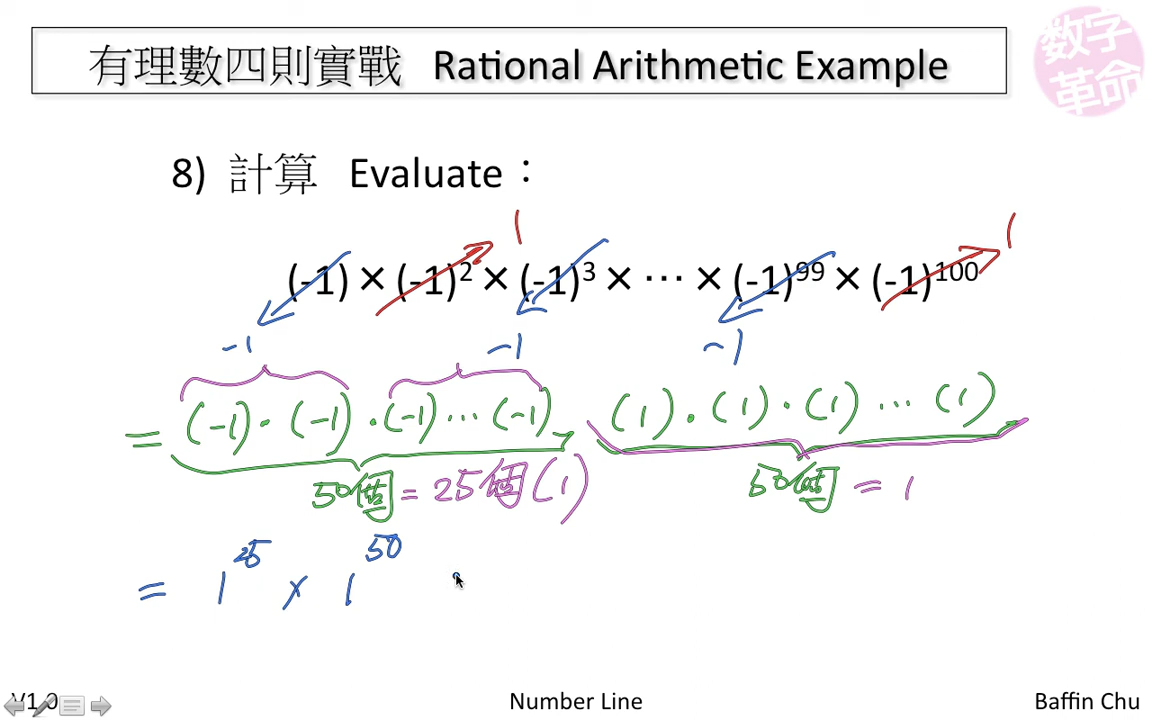 有理數四則實戰 Rational Arithmetic Example
数字
革命
8) 計算 Evaluate：
1 1
(-1) × (-1)² × (-1)³ × ⋯ × (-1)⁹⁹ × (-1)¹⁰⁰
-1 -1 -1
= (-1)·(-1)·(-1)…(-1) (1)·(1)·(1)…(1)
50個 = 25個(1) 50個 = 1
= 1²⁵ × 1⁵⁰
V1.0 Number Line Baffin Chu